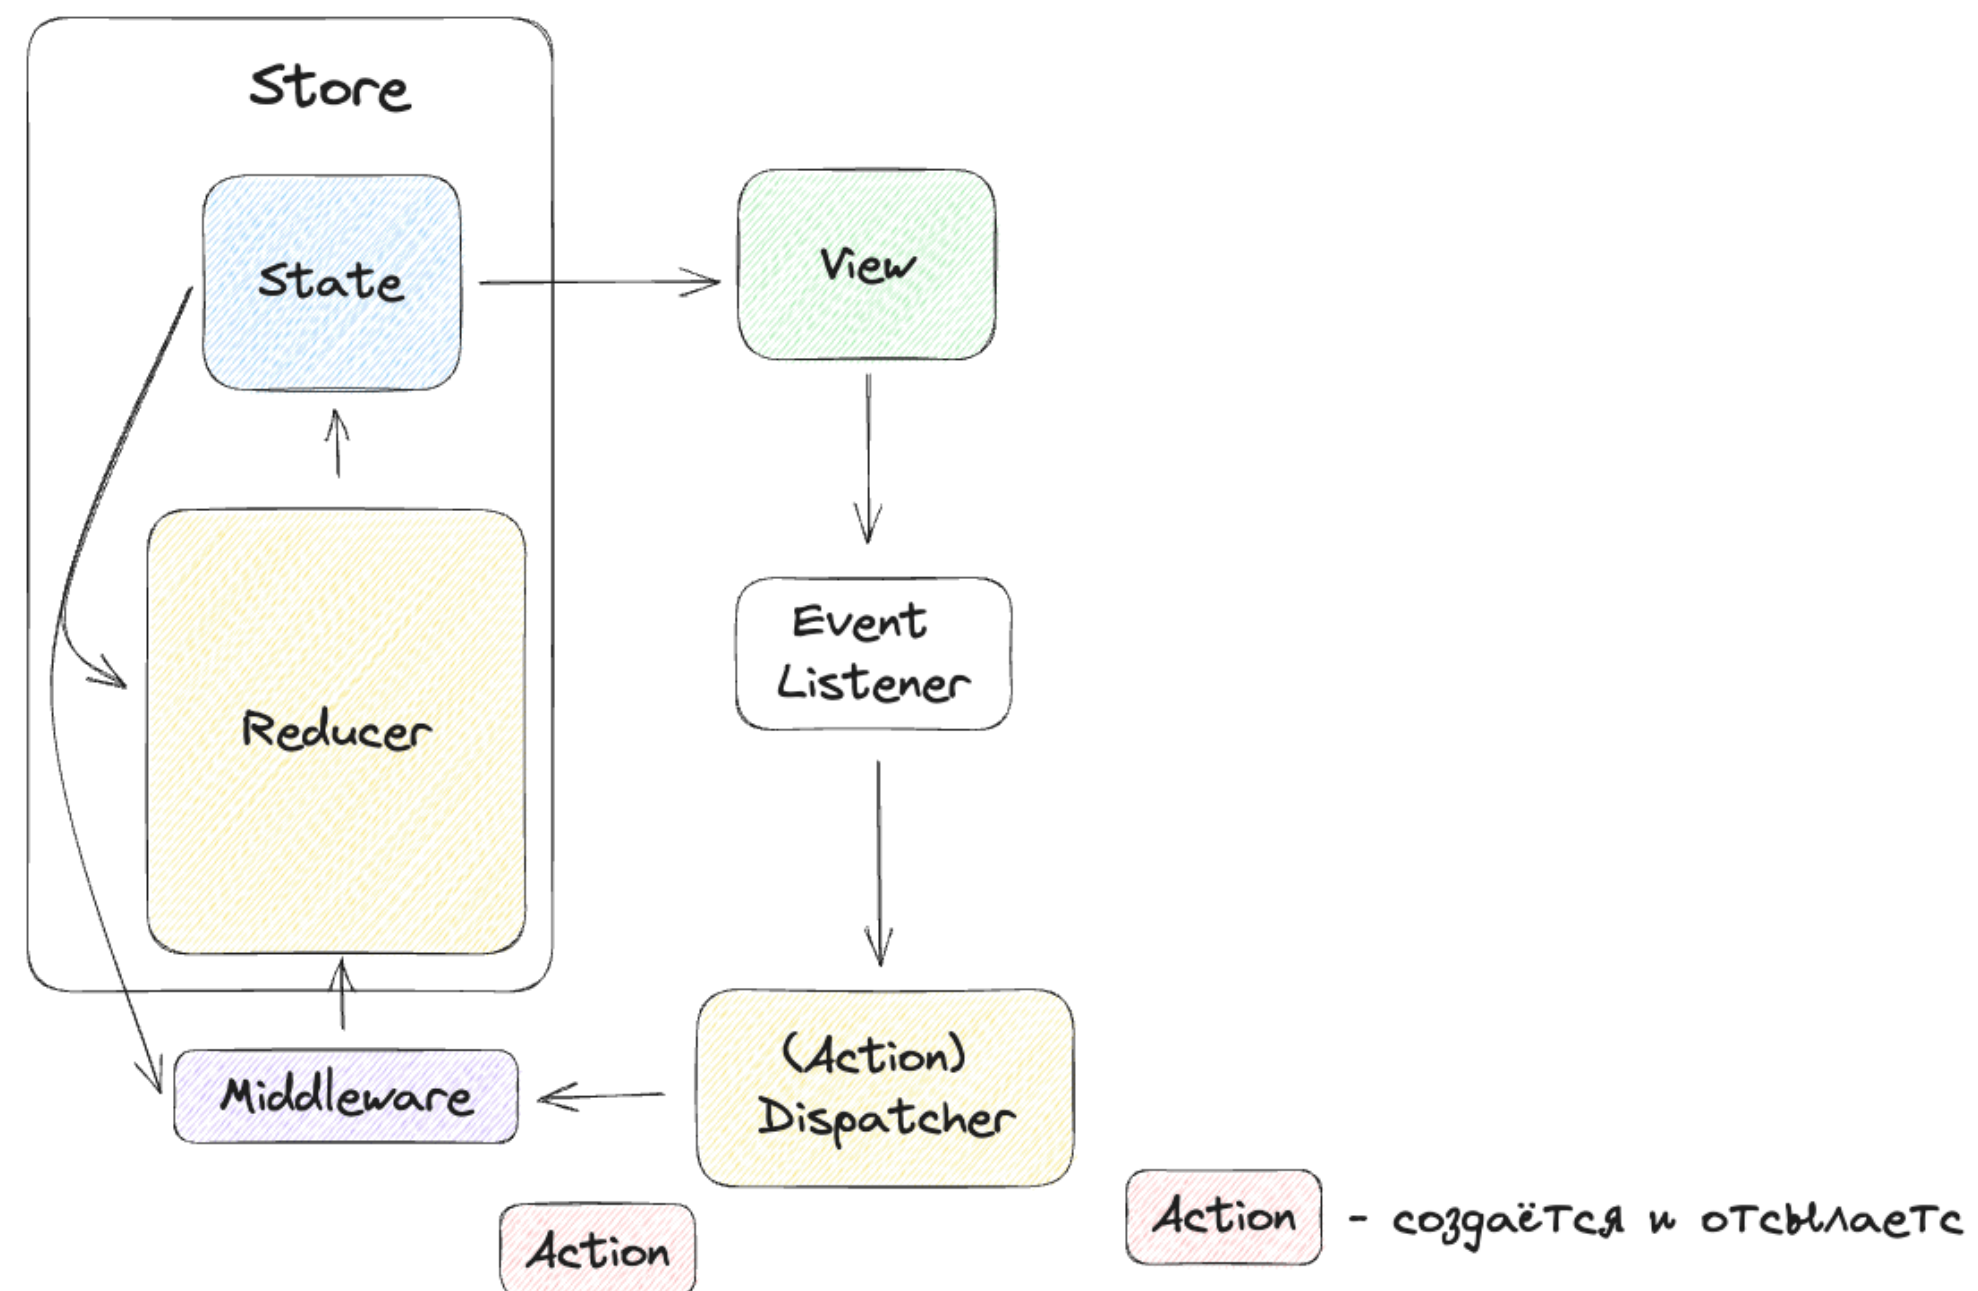 Store
State
View
Event
Listener
Reducer
(Action)
Dispatcher
Middleware
Action
Action - создаётся и отсылаетс